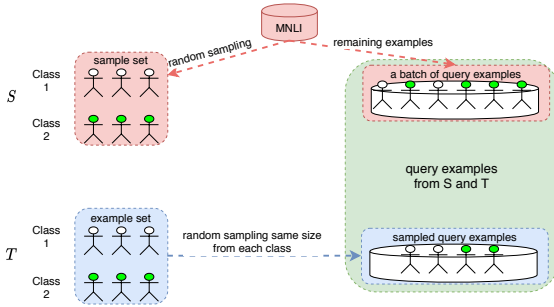 MNLI
random sampling
remaining examples
sample set
Class
1
S
Class
2
a batch of query examples
query examples
from S and T
example set
Class
1
T
Class
2
random sampling same size
from each class
sampled query examples